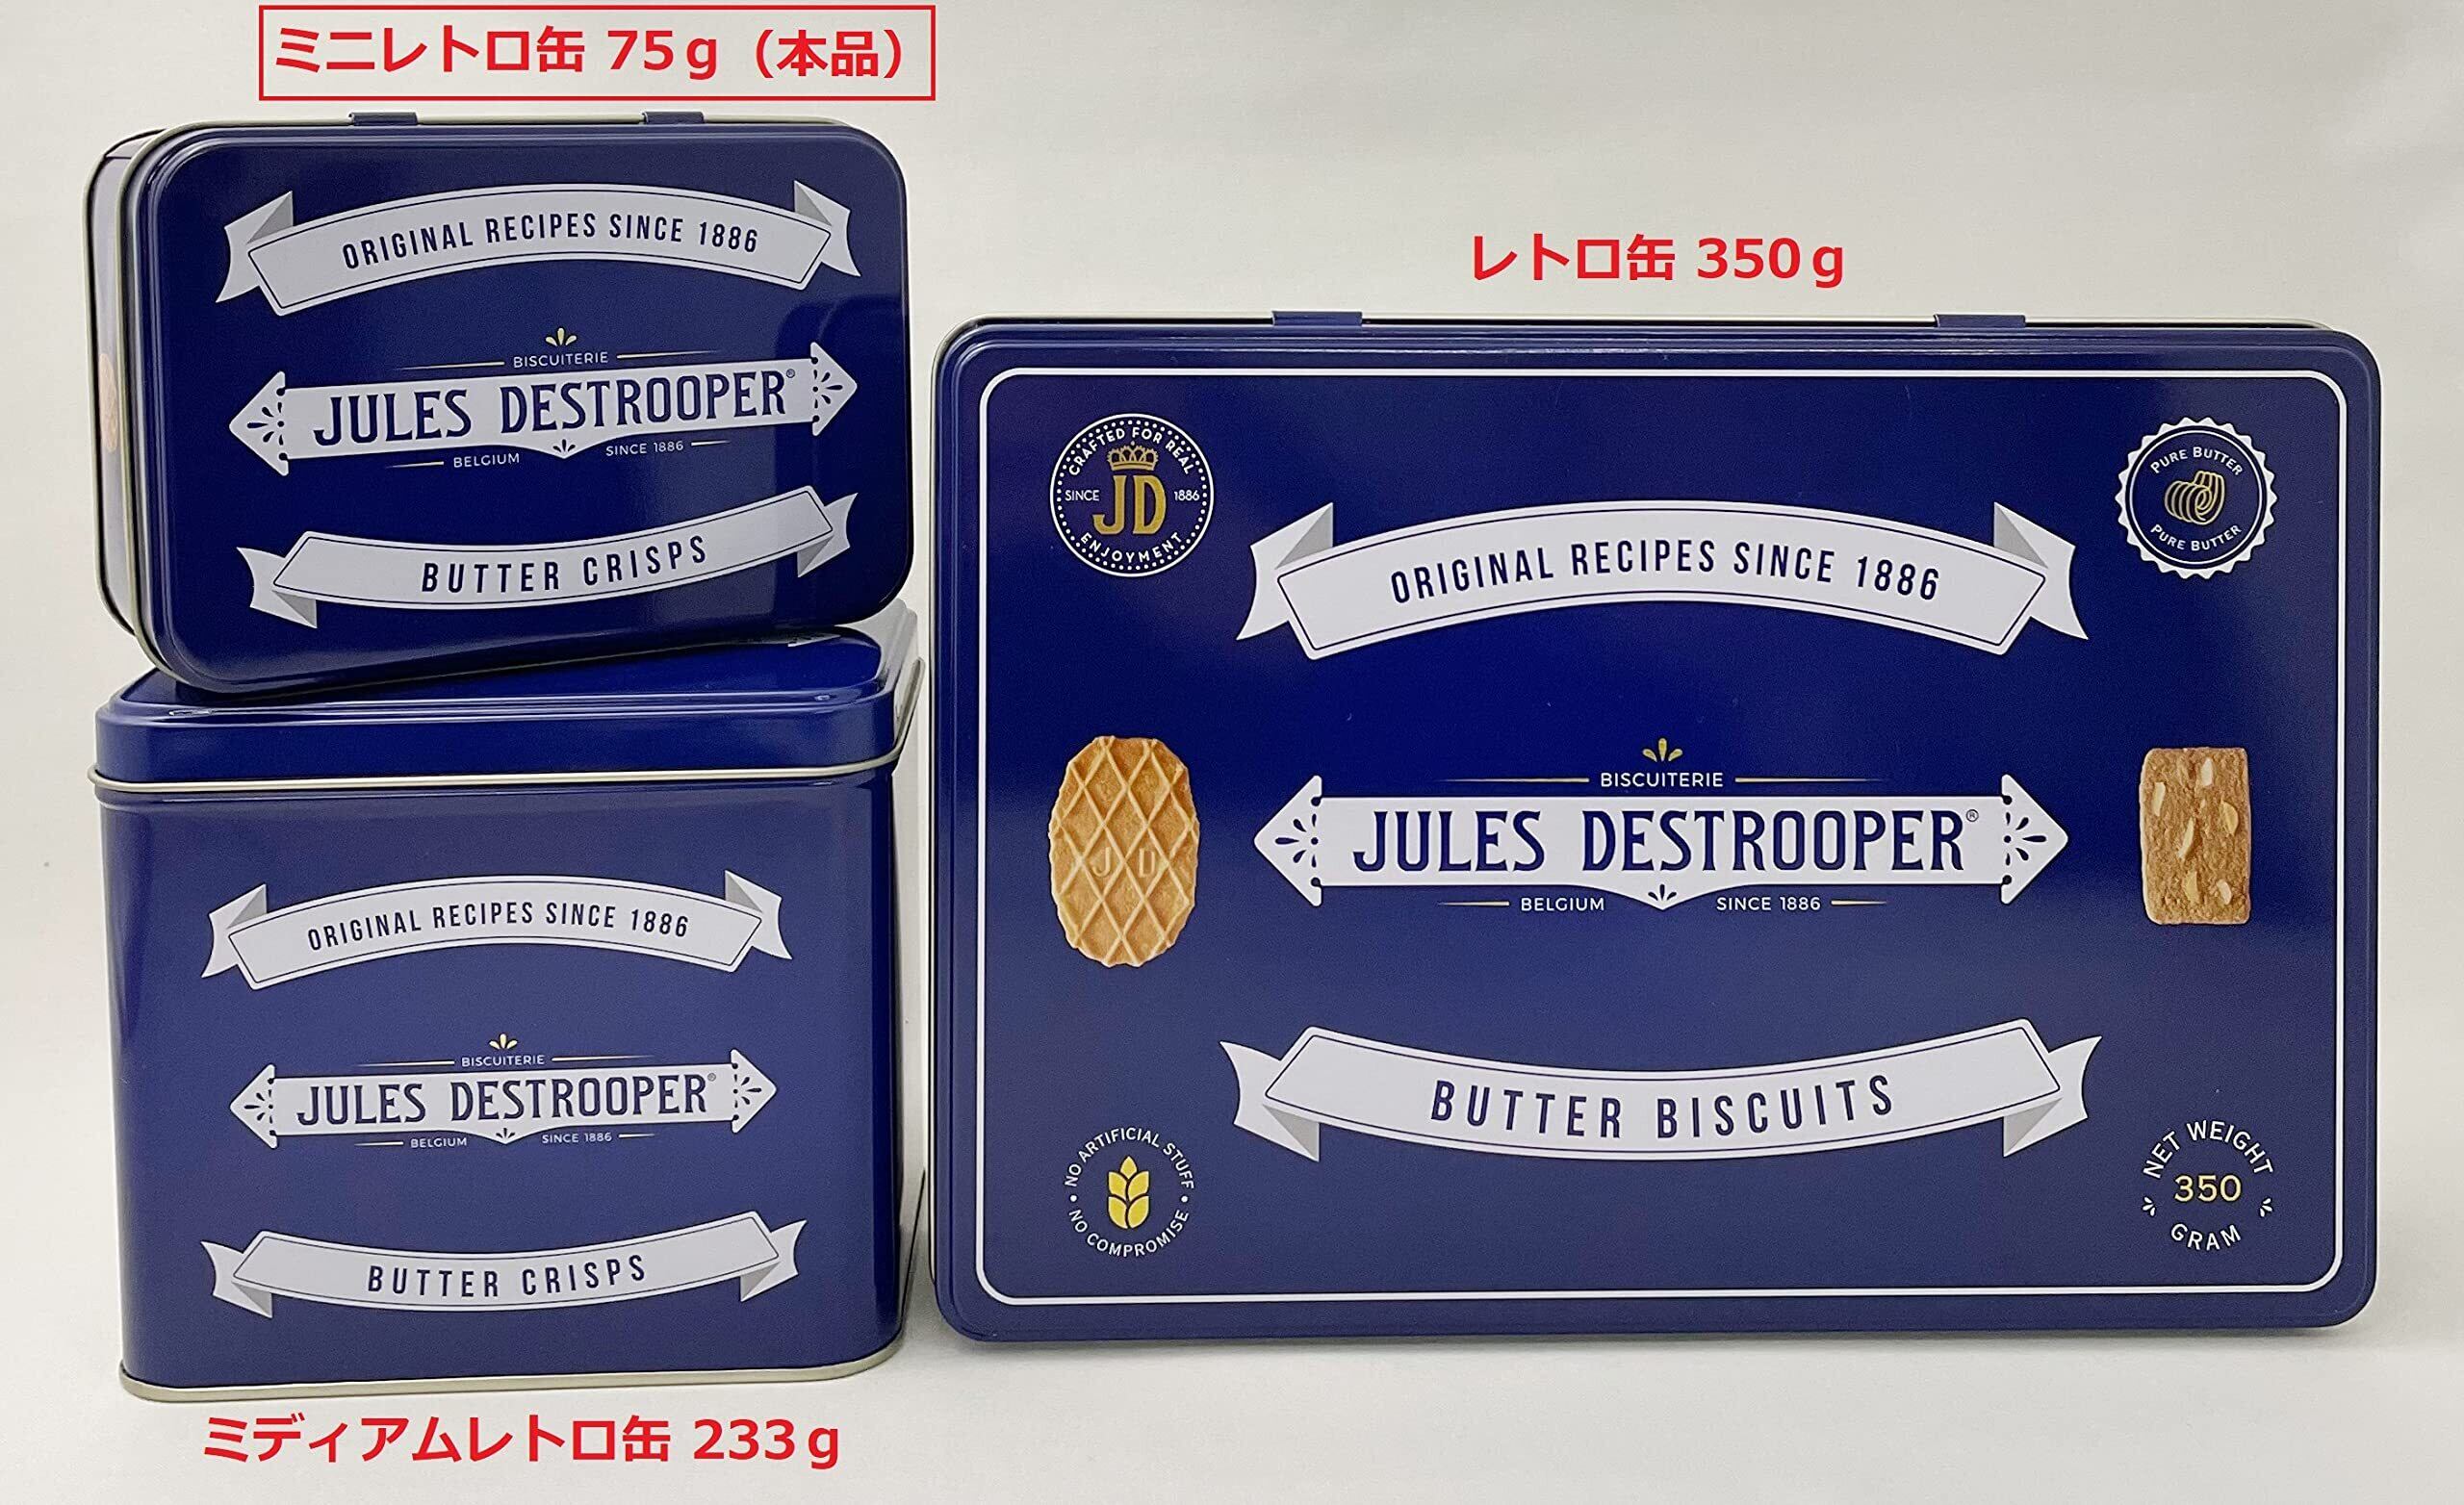 ミニレトロ缶 75g（本品）
ORIGINAL RECIPES SINCE 1886
BISCUITERIE
JULES DESTROOPER®
BELGIUM SINCE 1886
BUTTER CRISPS
ORIGINAL RECIPES SINCE 1886
BISCUITERIE
JULES DESTROOPER®
BELGIUM SINCE 1886
BUTTER CRISPS
ミディアムレトロ缶 233g
レトロ缶 350g
CRAFTED FOR REAL
SINCE JD 1886
ENJOYMENT
PURE BUTTER
PURE BUTTER
ORIGINAL RECIPES SINCE 1886
J D
BISCUITERIE
JULES DESTROOPER®
BELGIUM SINCE 1886
BUTTER BISCUITS
NO ARTIFICIAL STUFF
NO COMPROMISE
NET WEIGHT
350
GRAM